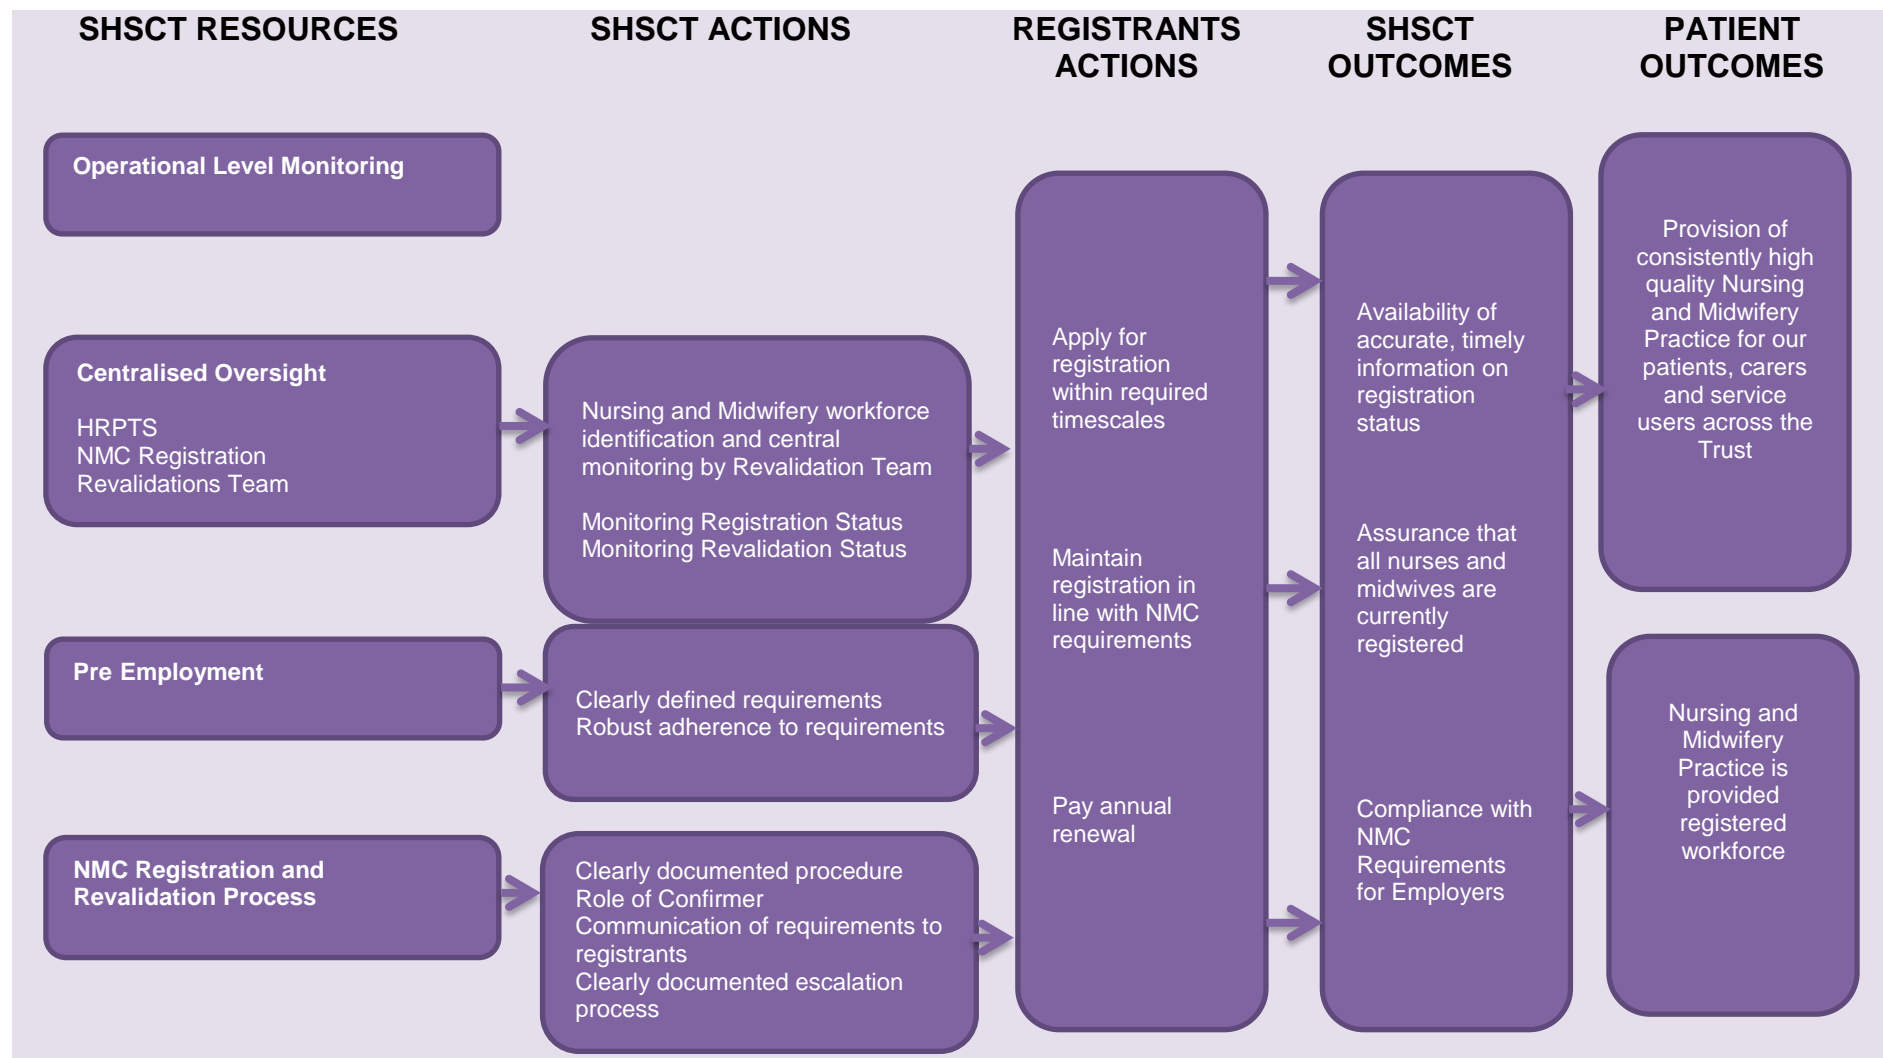 SHSCT RESOURCES
SHSCT ACTIONS
REGISTRANTS
ACTIONS
SHSCT
OUTCOMES
PATIENT
OUTCOMES
Operational Level Monitoring
Centralised Oversight
HRPTS
NMC Registration
Revalidations Team
Pre Employment
NMC Registration and
Revalidation Process
Nursing and Midwifery workforce
identification and central
monitoring by Revalidation Team
Monitoring Registration Status
Monitoring Revalidation Status
Clearly defined requirements
Robust adherence to requirements
Clearly documented procedure
Role of Confirmer
Communication of requirements to
registrants
Clearly documented escalation
process
Apply for
registration
within required
timescales
Maintain
registration in
line with NMC
requirements
Pay annual
renewal
Availability of
accurate, timely
information on
registration
status
Assurance that
all nurses and
midwives are
currently
registered
Compliance with
NMC
Requirements
for Employers
Provision of
consistently high
quality Nursing
and Midwifery
Practice for our
patients, carers
and service
users across the
Trust
Nursing and
Midwifery
Practice is
provided
registered
workforce